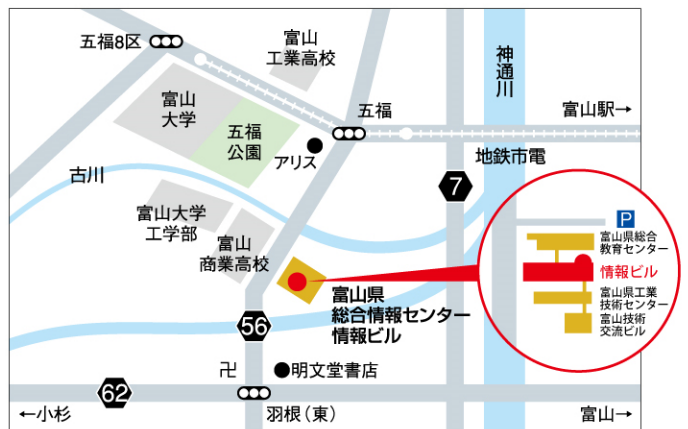 五福8区
富山
工業高校
神通川
富山
大学
五福
公園
五福
富山駅→
アリス
地鉄市電
古川
7
富山大学
工学部
富山
商業高校
P
富山県総合
教育センター
情報ビル
富山県工業
技術センター
富山技術
交流ビル
富山県
総合情報センター
情報ビル
56
卍
明文堂書店
62
←小杉
羽根(東)
富山→